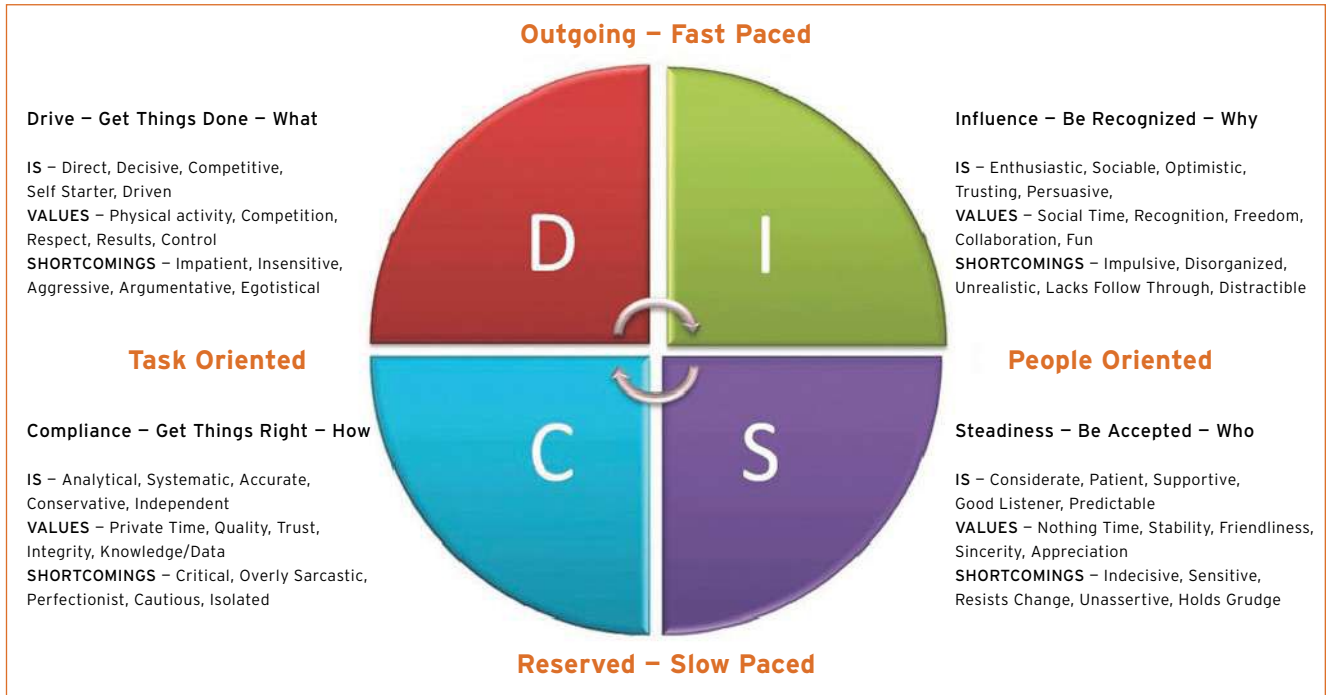 Outgoing – Fast Paced
Drive – Get Things Done – What
IS – Direct, Decisive, Competitive,
Self Starter, Driven
VALUES – Physical activity, Competition,
Respect, Results, Control
SHORTCOMINGS – Impatient, Insensitive,
Aggressive, Argumentative, Egotistical
D
I
Influence – Be Recognized – Why
IS – Enthusiastic, Sociable, Optimistic,
Trusting, Persuasive,
VALUES – Social Time, Recognition, Freedom,
Collaboration, Fun
SHORTCOMINGS – Impulsive, Disorganized,
Unrealistic, Lacks Follow Through, Distractible
Task Oriented
People Oriented
Compliance – Get Things Right – How
IS – Analytical, Systematic, Accurate,
Conservative, Independent
VALUES – Private Time, Quality, Trust,
Integrity, Knowledge/Data
SHORTCOMINGS – Critical, Overly Sarcastic,
Perfectionist, Cautious, Isolated
C
S
Steadiness – Be Accepted – Who
IS – Considerate, Patient, Supportive,
Good Listener, Predictable
VALUES – Nothing Time, Stability, Friendliness,
Sincerity, Appreciation
SHORTCOMINGS – Indecisive, Sensitive,
Resists Change, Unassertive, Holds Grudge
Reserved – Slow Paced